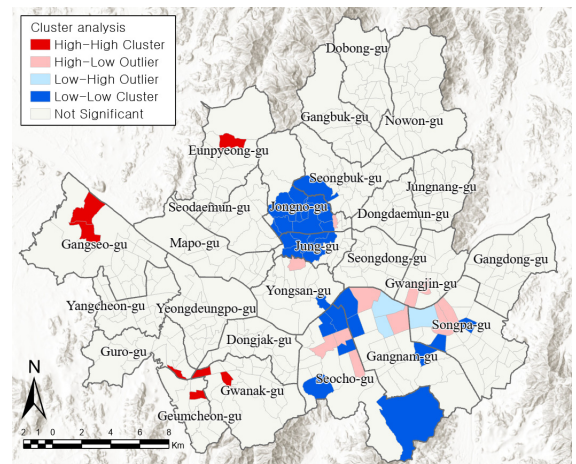 Cluster analysis
High-High Cluster
High-Low Outlier
Low-High Outlier
Low-Low Cluster
Not Significant
Dobong-gu
Gangbuk-gu
Nowon-gu
Eunpyeong-gu
Seongbuk-gu
Jungnang-gu
Seodaemun-gu
Jongno-gu
Dongdaemun-gu
Gangseo-gu
Mapo-gu
Jung-gu
Seongdong-gu
Gangdong-gu
Gwangjin-gu
Yangcheon-gu
Yeongdeungpo-gu
Yongsan-gu
Songpa-gu
Guro-gu
Dongjak-gu
Gangnam-gu
N
Gwanak-gu
Seocho-gu
Geumcheon-gu
2 1 0 2 4 6 8
Km